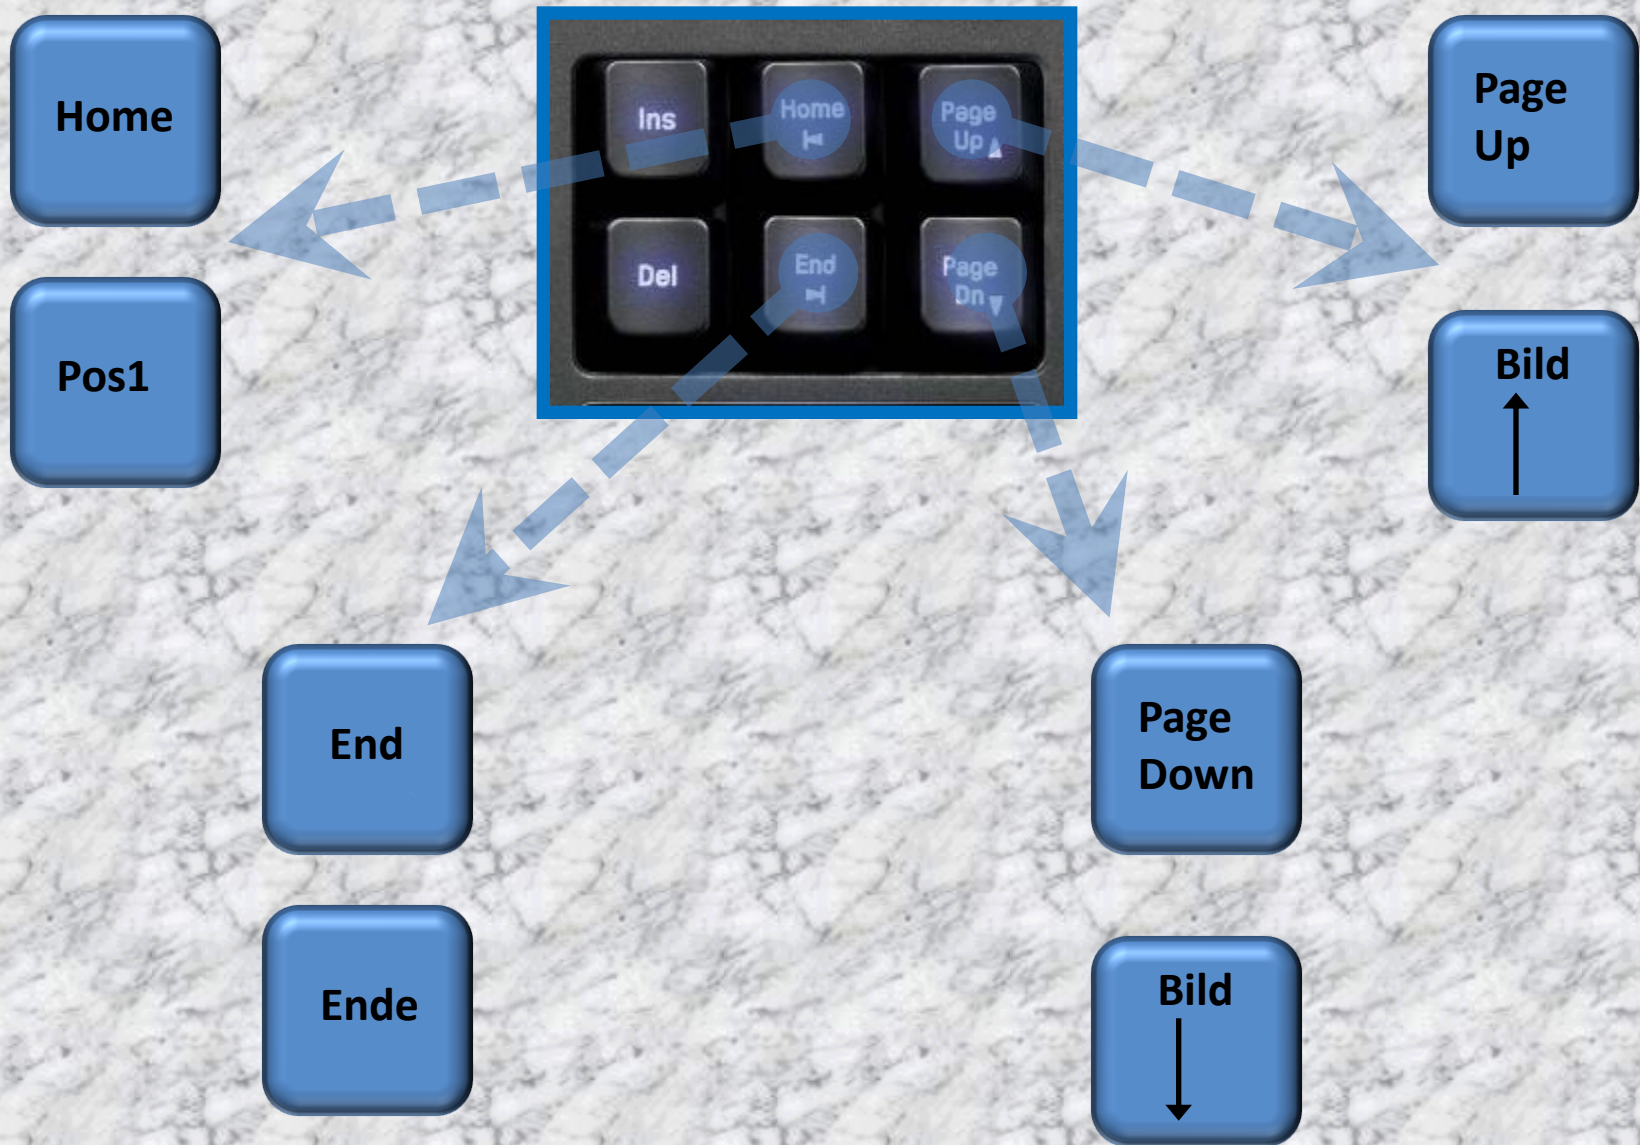 Home
Pos1
Ins
Home
Page
Up
Del
End
Page
Dn
Page
Up
Bild
End
Ende
Page
Down
Bild